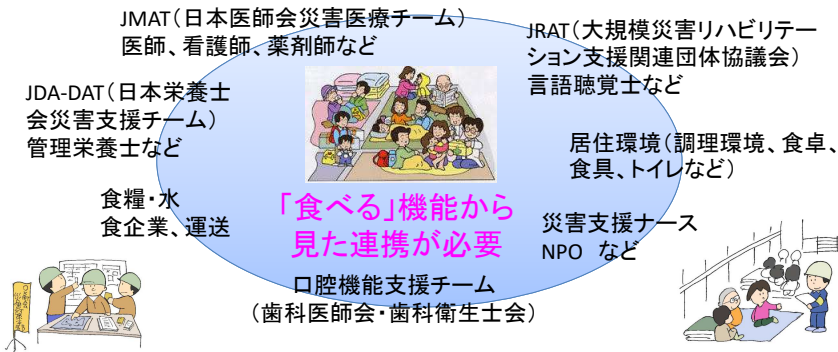 JMAT(日本医師会災害医療チーム)
医師、看護師、薬剤師など
JRAT(大規模災害リハビリテー
ション支援関連団体協議会)
言語聴覚士など
JDA-DAT(日本栄養士
会災害支援チーム)
管理栄養士など
居住環境(調理環境、食卓、
食具、トイレなど)
食糧・水
食企業、運送
「食べる」機能から
見た連携が必要
災害支援ナース
NPO など
口腔機能支援チーム
(歯科医師会・歯科衛生士会)